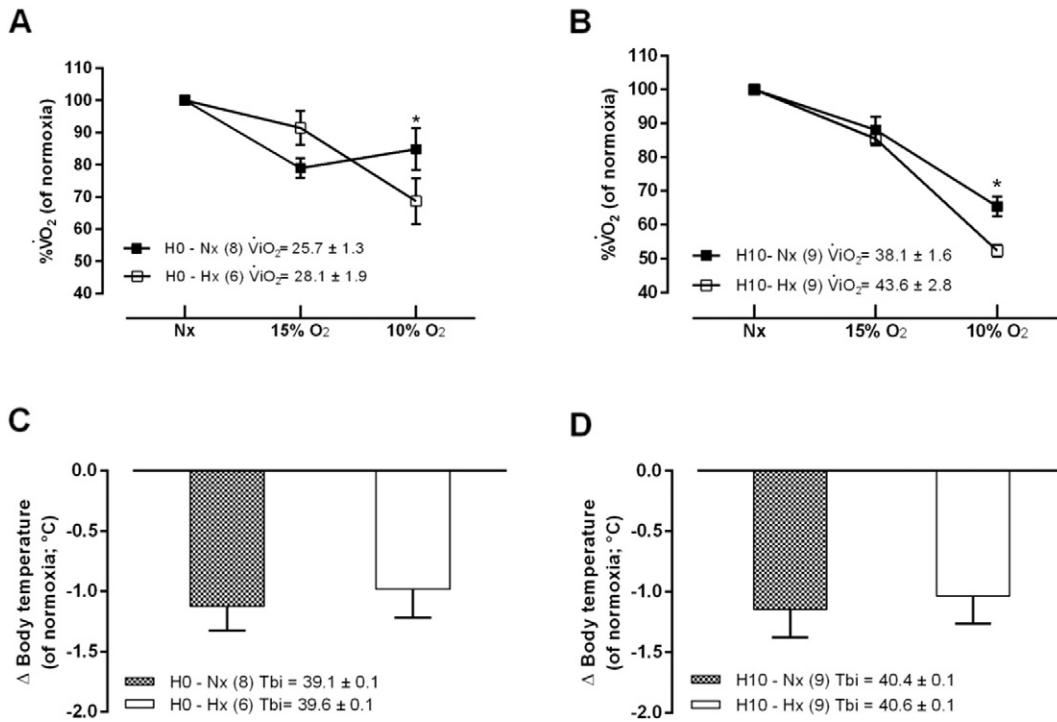 A
%V̇O2 (of normoxia)
110
100
90
80
70
60
50
40
*
H0 - Nx (8) V̇iO2= 25.7 ± 1.3
H0 - Hx (6) V̇iO2= 28.1 ± 1.9
Nx
15% O2
10% O2
B
%V̇O2 (of normoxia)
110
100
90
80
70
60
50
40
*
H10- Nx (9) V̇iO2= 38.1 ± 1.6
H10- Hx (9) V̇iO2= 43.6 ± 2.8
Nx
15% O2
10% O2
C
Δ Body temperature
(of normoxia; °C)
0.0
-0.5
-1.0
-1.5
-2.0
H0 - Nx (8) Tbi = 39.1 ± 0.1
H0 - Hx (6) Tbi= 39.6 ± 0.1
D
Δ Body temperature
(of normoxia; °C)
0.0
-0.5
-1.0
-1.5
-2.0
H10 - Nx (9) Tbi = 40.4 ± 0.1
H10 - Hx (9) Tbi = 40.6 ± 0.1